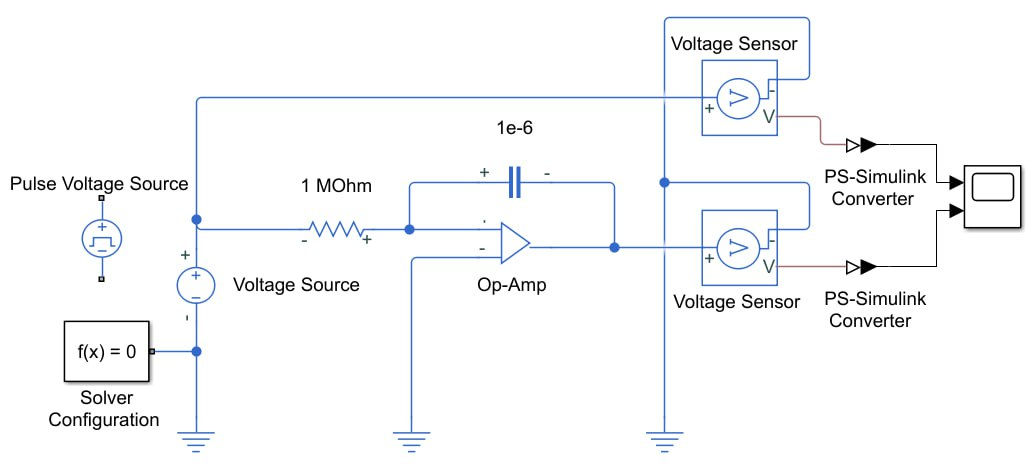 Voltage Sensor
-
+
V
1e-6
PS-Simulink
Converter
Pulse Voltage Source
1 MOhm
+
-
-
+
-
+
-
+
V
+
+
-
-
Voltage Source
Op-Amp
Voltage Sensor
PS-Simulink
Converter
f(x) = 0
Solver
Configuration